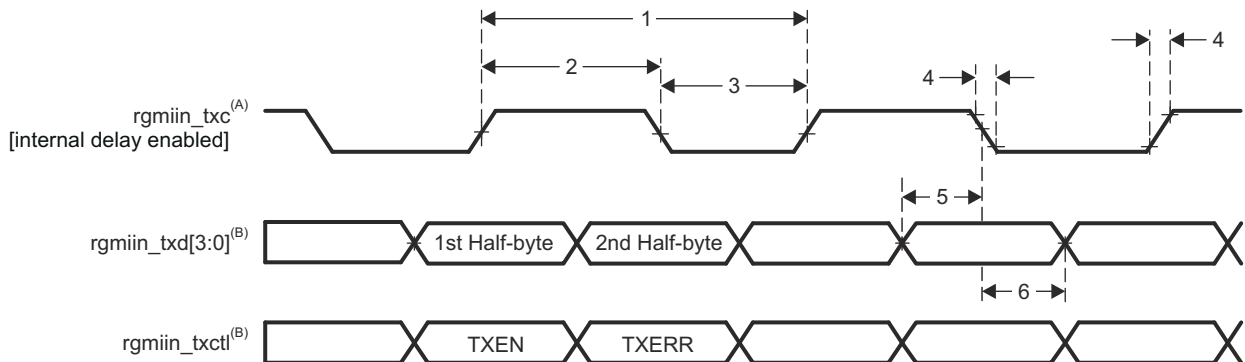 1
4
2
4
3
rgmiin_txc(A)
[internal delay enabled]
5
rgmiin_txd[3:0](B)
1st Half-byte
2nd Half-byte
6
rgmiin_txctl(B)
TXEN
TXERR